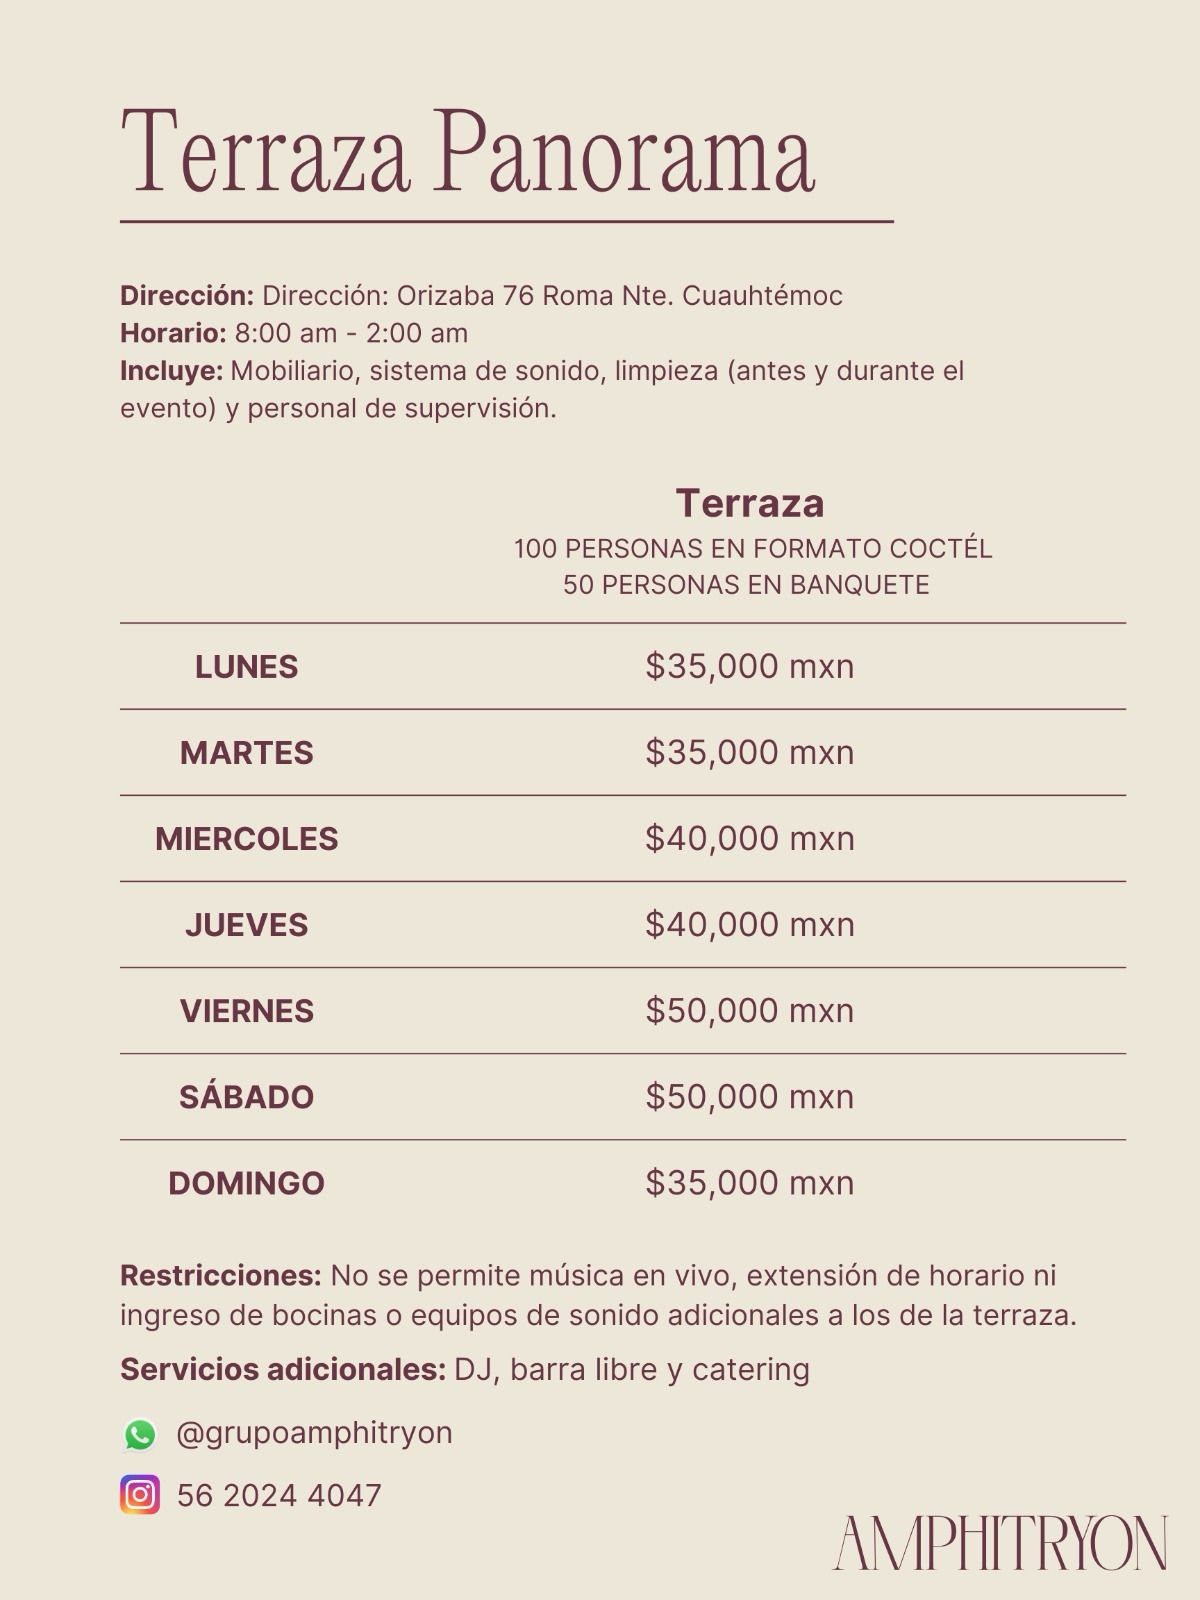 Terraza Panorama
Dirección: Dirección: Orizaba 76 Roma Nte. Cuauhtémoc
Horario: 8:00 am - 2:00 am
Incluye: Mobiliario, sistema de sonido, limpieza (antes y durante el
evento) y personal de supervisión.
Terraza
100 PERSONAS EN FORMATO COCTÉL
50 PERSONAS EN BANQUETE
LUNES $35,000 mxn
MARTES $35,000 mxn
MIERCOLES $40,000 mxn
JUEVES $40,000 mxn
VIERNES $50,000 mxn
SÁBADO $50,000 mxn
DOMINGO $35,000 mxn
Restricciones: No se permite música en vivo, extensión de horario ni
ingreso de bocinas o equipos de sonido adicionales a los de la terraza.
Servicios adicionales: DJ, barra libre y catering
@grupoamphitryon
56 2024 4047
AMPHITRYON